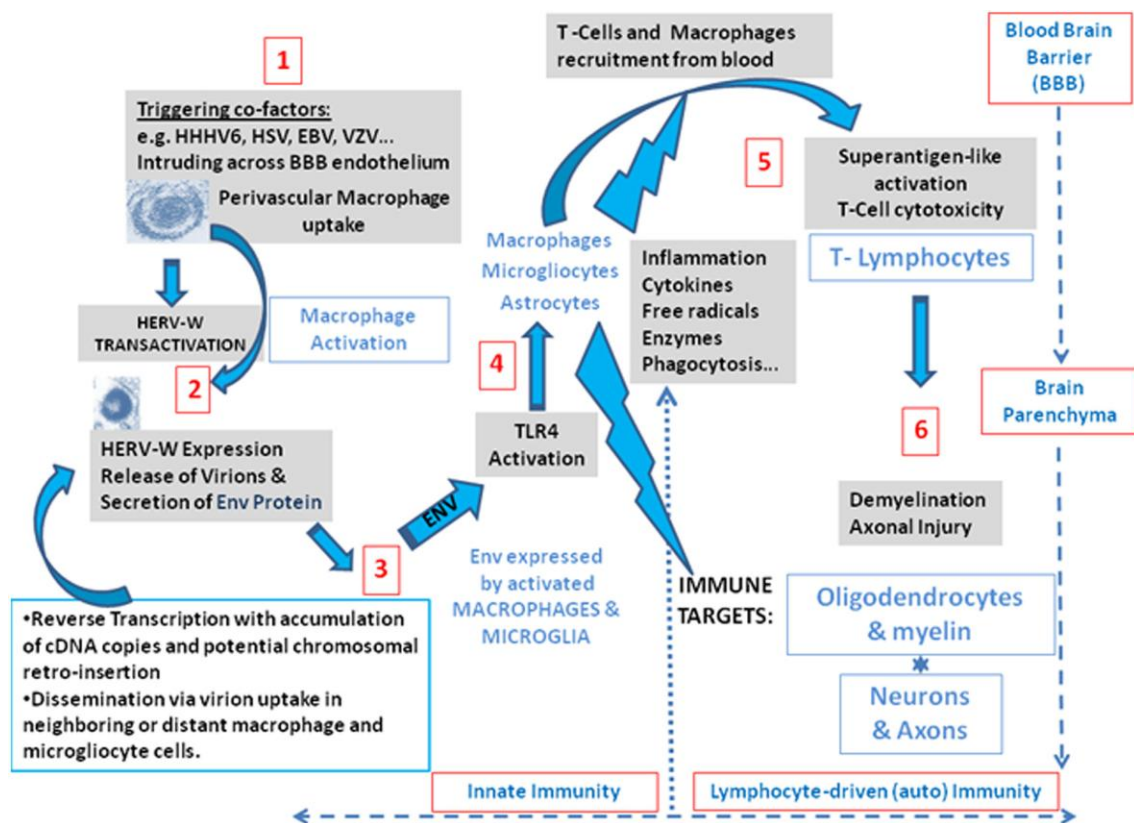 1
Triggering co-factors:
e.g. HHHV6, HSV, EBV, VZV...
Intruding across BBB endothelium
Perivascular Macrophage
uptake
HERV-W
TRANSACTIVATION
Macrophage
Activation
2
HERV-W Expression
Release of Virions &
Secretion of Env Protein
3
•Reverse Transcription with accumulation
of cDNA copies and potential chromosomal
retro-insertion
•Dissemination via virion uptake in
neighboring or distant macrophage and
microgliocyte cells.
ENV
Env expressed
by activated
MACROPHAGES &
MICROGLIA
4
TLR4
Activation
Macrophages
Microgliocytes
Astrocytes
T -Cells and Macrophages
recruitment from blood
Inflammation
Cytokines
Free radicals
Enzymes
Phagocytosis...
5
Superantigen-like
activation
T-Cell cytotoxicity
T- Lymphocytes
6
Demyelination
Axonal Injury
IMMUNE
TARGETS:
Oligodendrocytes
& myelin
Neurons
& Axons
Blood Brain
Barrier
(BBB)
Brain
Parenchyma
Innate Immunity
Lymphocyte-driven (auto) Immunity